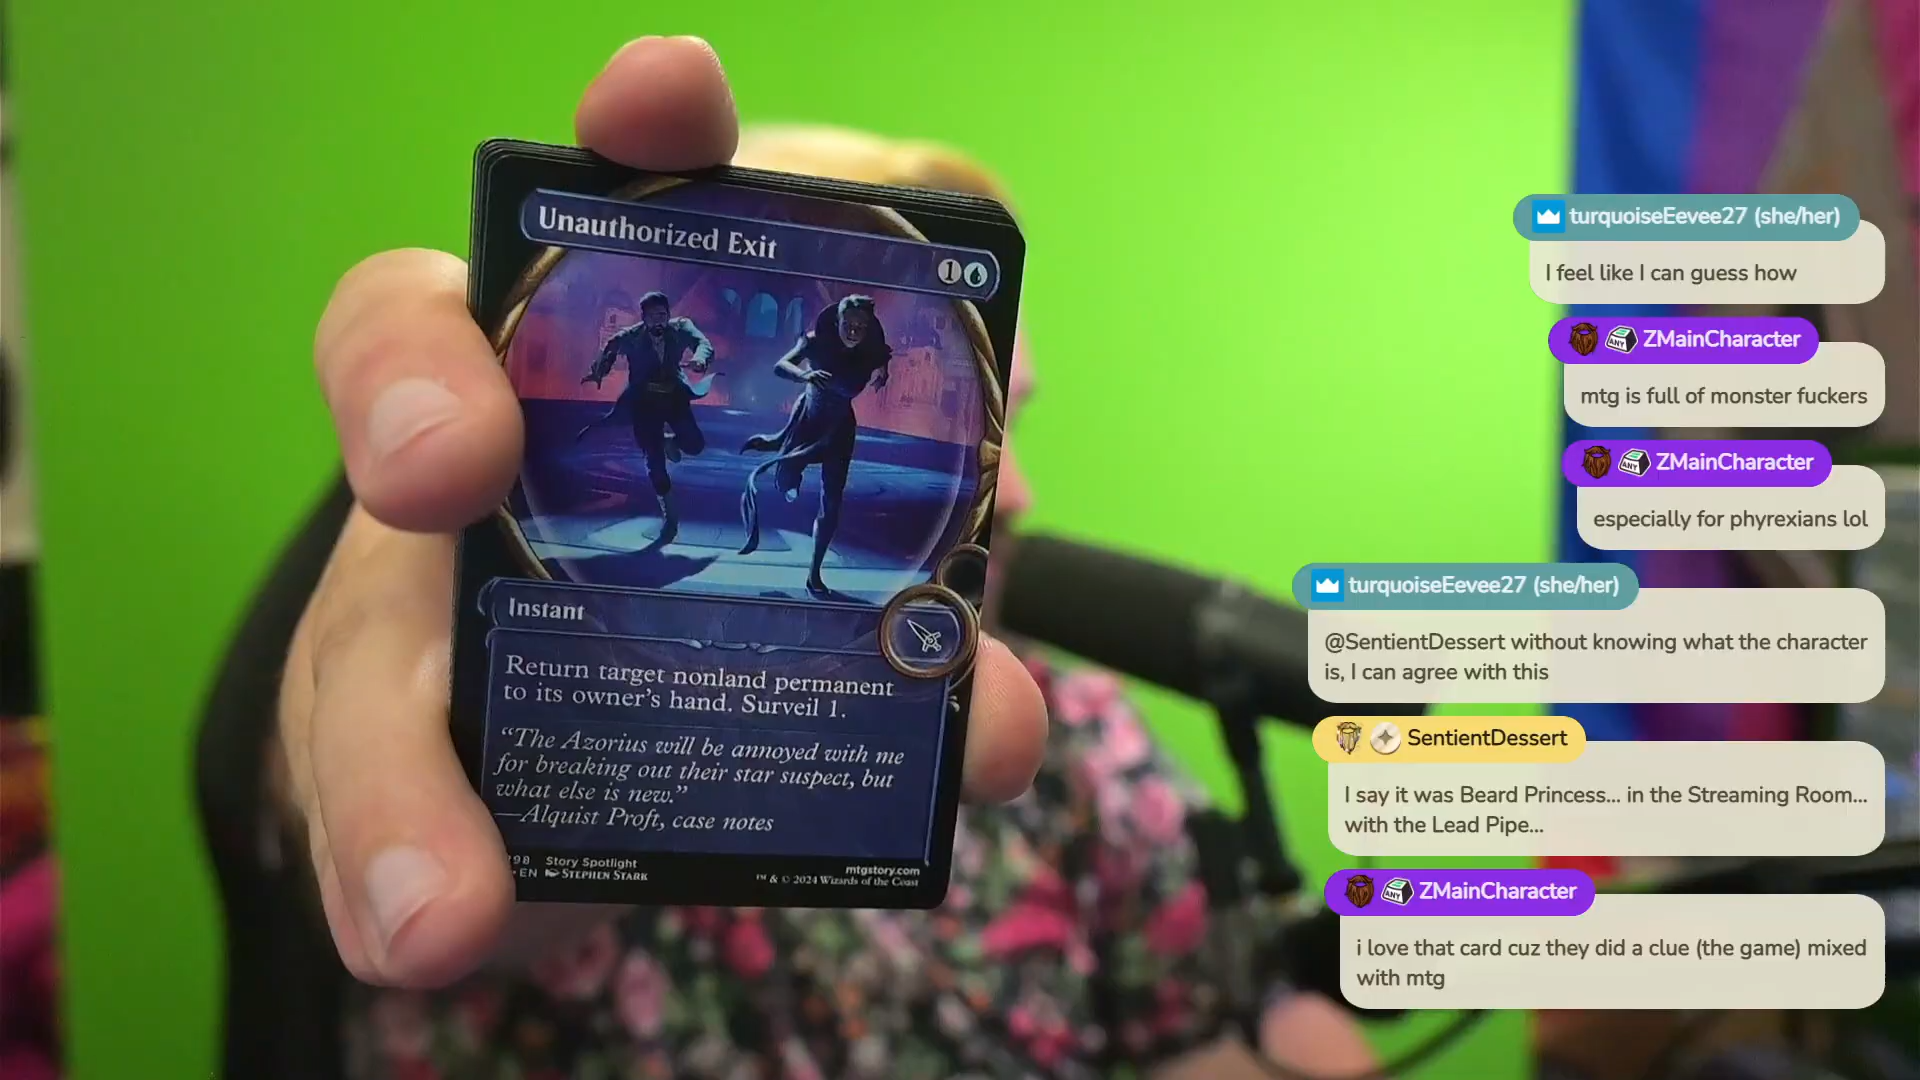 Unauthorized Exit
1
Instant
Return target nonland permanent
to its owner's hand. Surveil 1.
"The Azorius will be annoyed with me
for breaking out their star suspect, but
what else is new."
—Alquist Proft, case notes
98 Story Spotlight
EN STEPHEN STARK
mtgstory.com
™ & © 2024 Wizards of the Coast
turquoiseEevee27 (she/her)
I feel like I can guess how
ANY ZMainCharacter
mtg is full of monster fuckers
ANY ZMainCharacter
especially for phyrexians lol
turquoiseEevee27 (she/her)
@SentientDessert without knowing what the character
is, I can agree with this
SentientDessert
I say it was Beard Princess... in the Streaming Room...
with the Lead Pipe...
ANY ZMainCharacter
i love that card cuz they did a clue (the game) mixed
with mtg